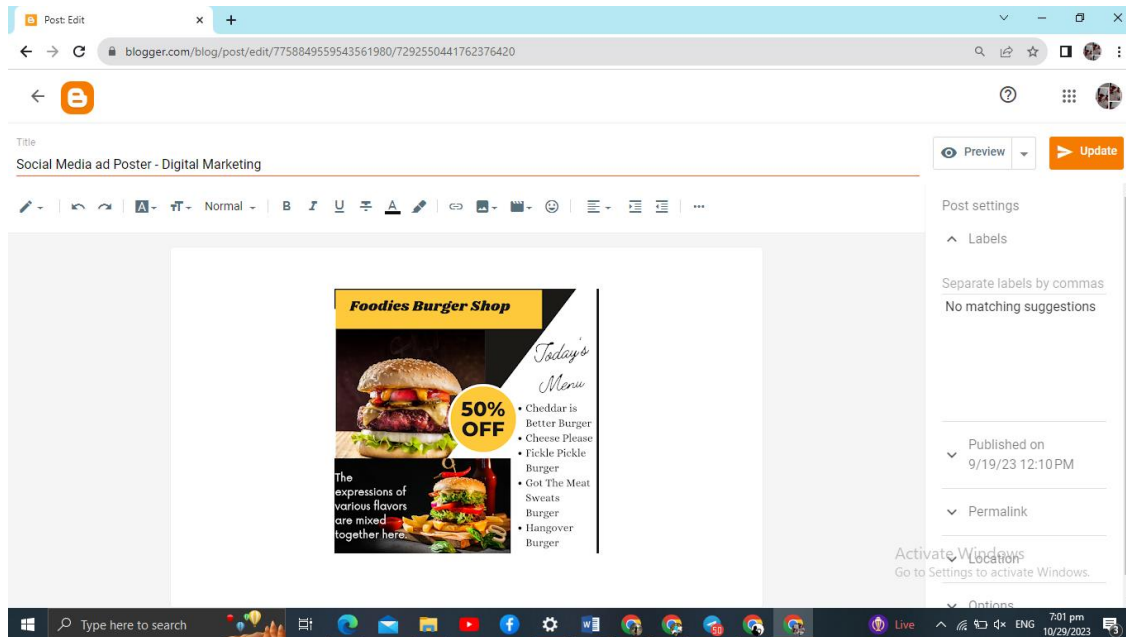 Post: Edit
blogger.com/blog/post/edit/7758849559543561980/7292550441762376420
Title
Social Media ad Poster - Digital Marketing
Preview
Update
Normal
B I U A
Post settings
Labels
Separate labels by commas
No matching suggestions
Foodies Burger Shop
Today's
Menu
50%
OFF
• Cheddar is
Better Burger
• Cheese Please
• Fickle Pickle
Burger
• Got The Meat
Sweats
Burger
• Hangover
Burger
The
expressions of
various flavors
are mixed
together here.
Published on
9/19/23 12:10 PM
Permalink
Location
Activate Windows
Go to Settings to activate Windows.
Options
Type here to search
50
Live
ENG
7:01 pm
10/29/2023
3